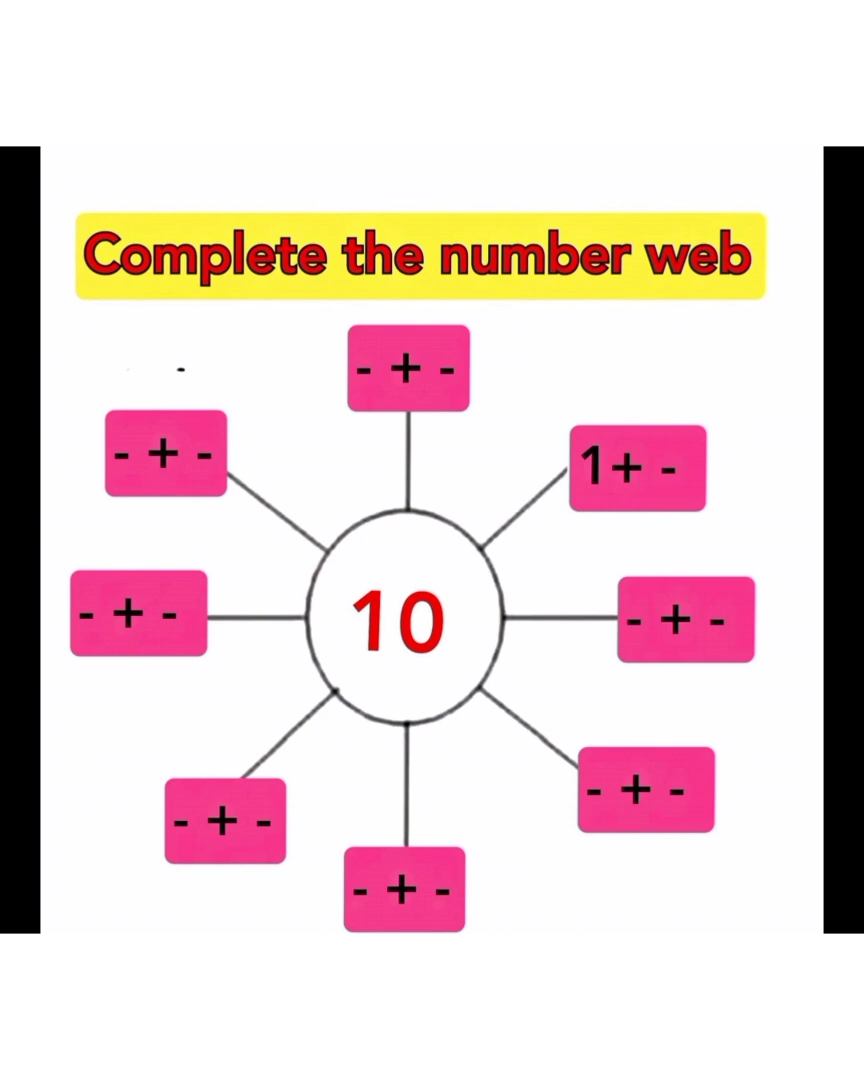 Complete the number web
- + -
- + -
1+ -
- + -
10
- + -
- + -
- + -
- + -